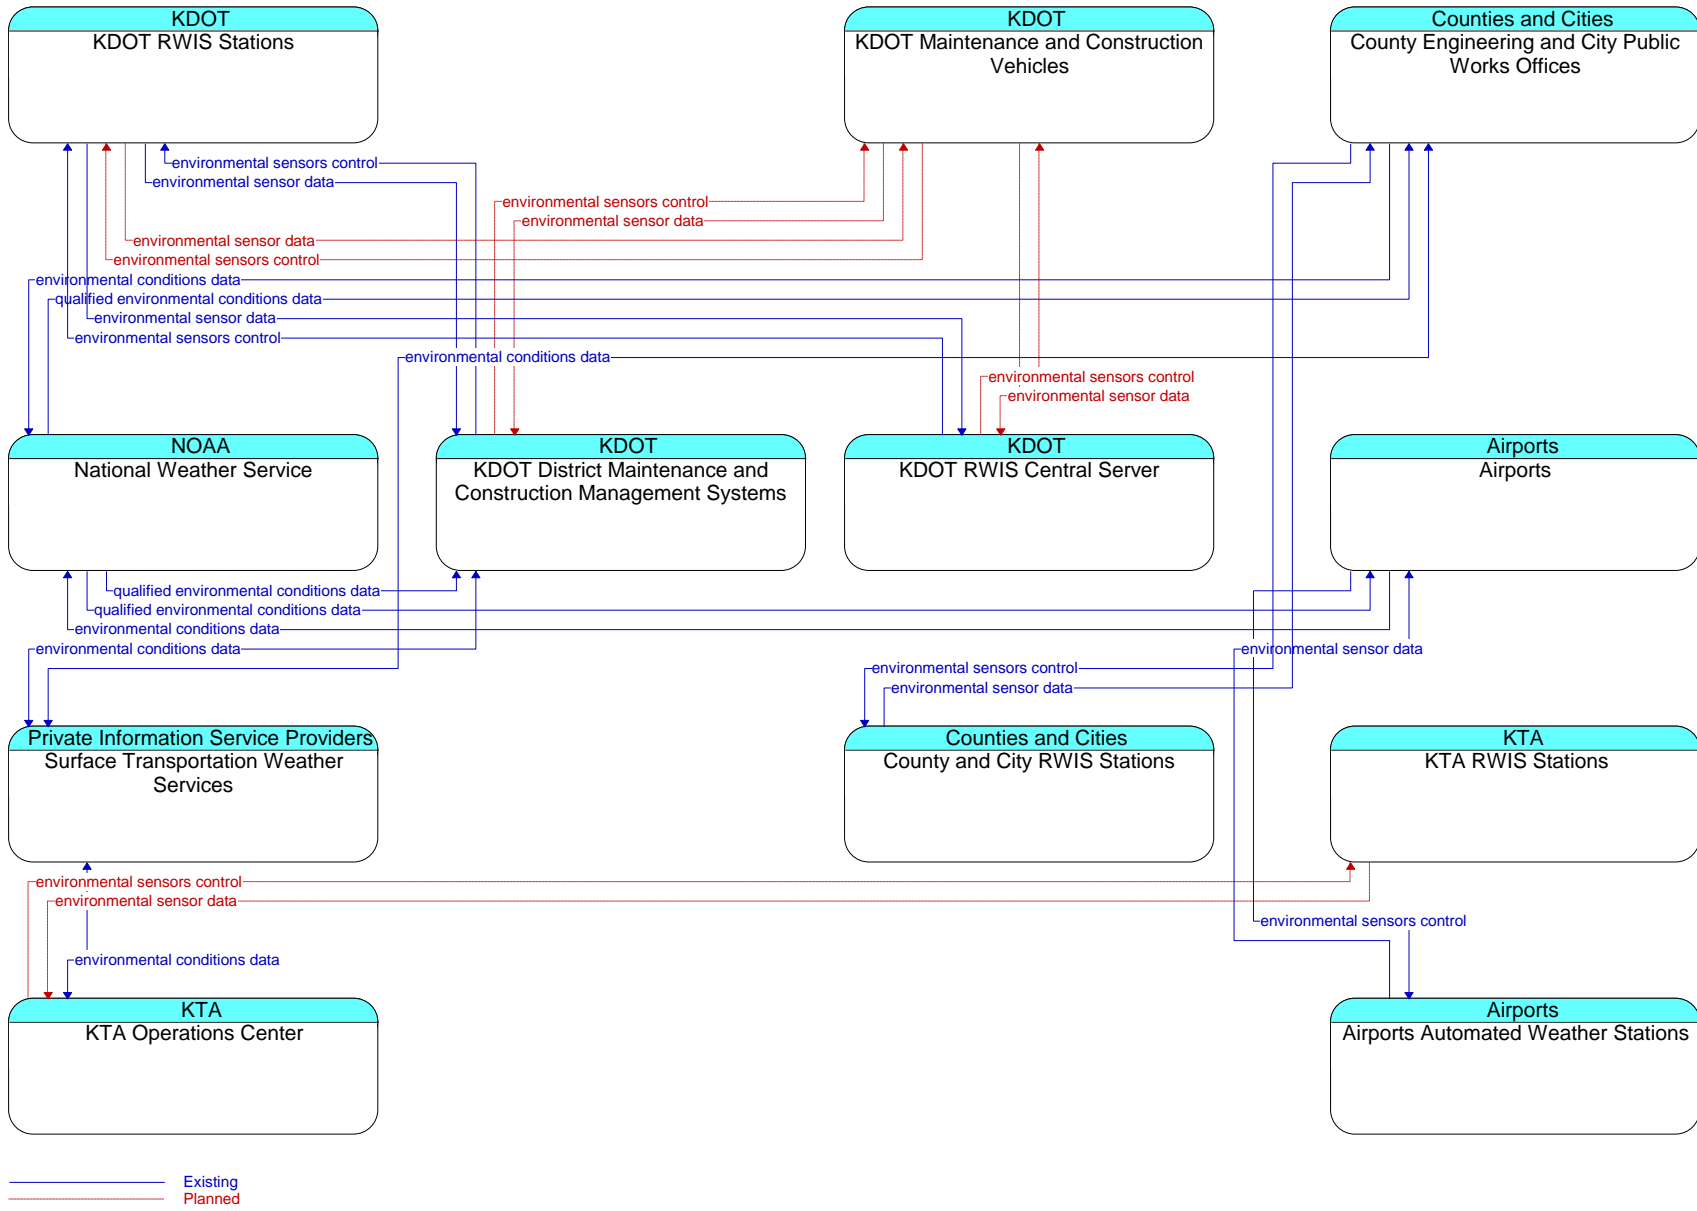 KDOT
KDOT RWIS Stations
KDOT
KDOT Maintenance and Construction
Vehicles
Counties and Cities
County Engineering and City Public
Works Offices
environmental sensors control
environmental sensor data
environmental sensors control
environmental sensor data
environmental sensor data
environmental sensors control
environmental conditions data
qualified environmental conditions data
environmental sensor data
environmental sensors control
environmental conditions data
environmental sensors control
environmental sensor data
NOAA
National Weather Service
KDOT
KDOT District Maintenance and
Construction Management Systems
KDOT
KDOT RWIS Central Server
Airports
Airports
qualified environmental conditions data
qualified environmental conditions data
environmental conditions data
environmental conditions data
environmental sensor data
environmental sensors control
environmental sensor data
Private Information Service Providers
Surface Transportation Weather
Services
Counties and Cities
County and City RWIS Stations
KTA
KTA RWIS Stations
environmental sensors control
environmental sensor data
environmental sensors control
environmental conditions data
KTA
KTA Operations Center
Airports
Airports Automated Weather Stations
Existing
Planned